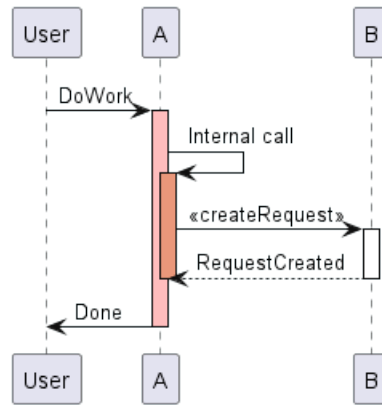 User A B
DoWork
Internal call
«createRequest»
RequestCreated
Done
User A B